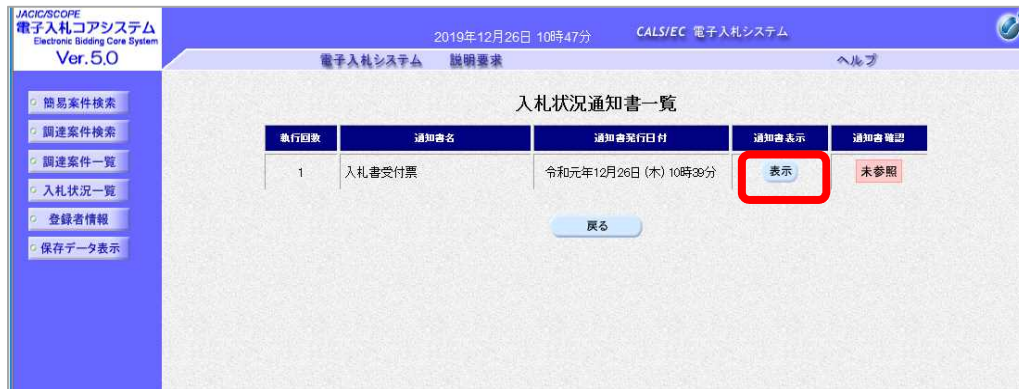 JACIC/SCOPE
電子入札コアシステム
Electronic Bidding Core System
Ver.5.0
2019年12月26日 10時47分
CALS/EC 電子入札システム
電子入札システム 説明要求 ヘルプ
簡易案件検索
調達案件検索
調達案件一覧
入札状況一覧
登録者情報
保存データ表示
入札状況通知書一覧
執行回数 通知書名 通知書発行日付 通知書表示 通知書確認
1 入札書受付票 令和元年12月26日 (木) 10時39分 表示 未参照
戻る